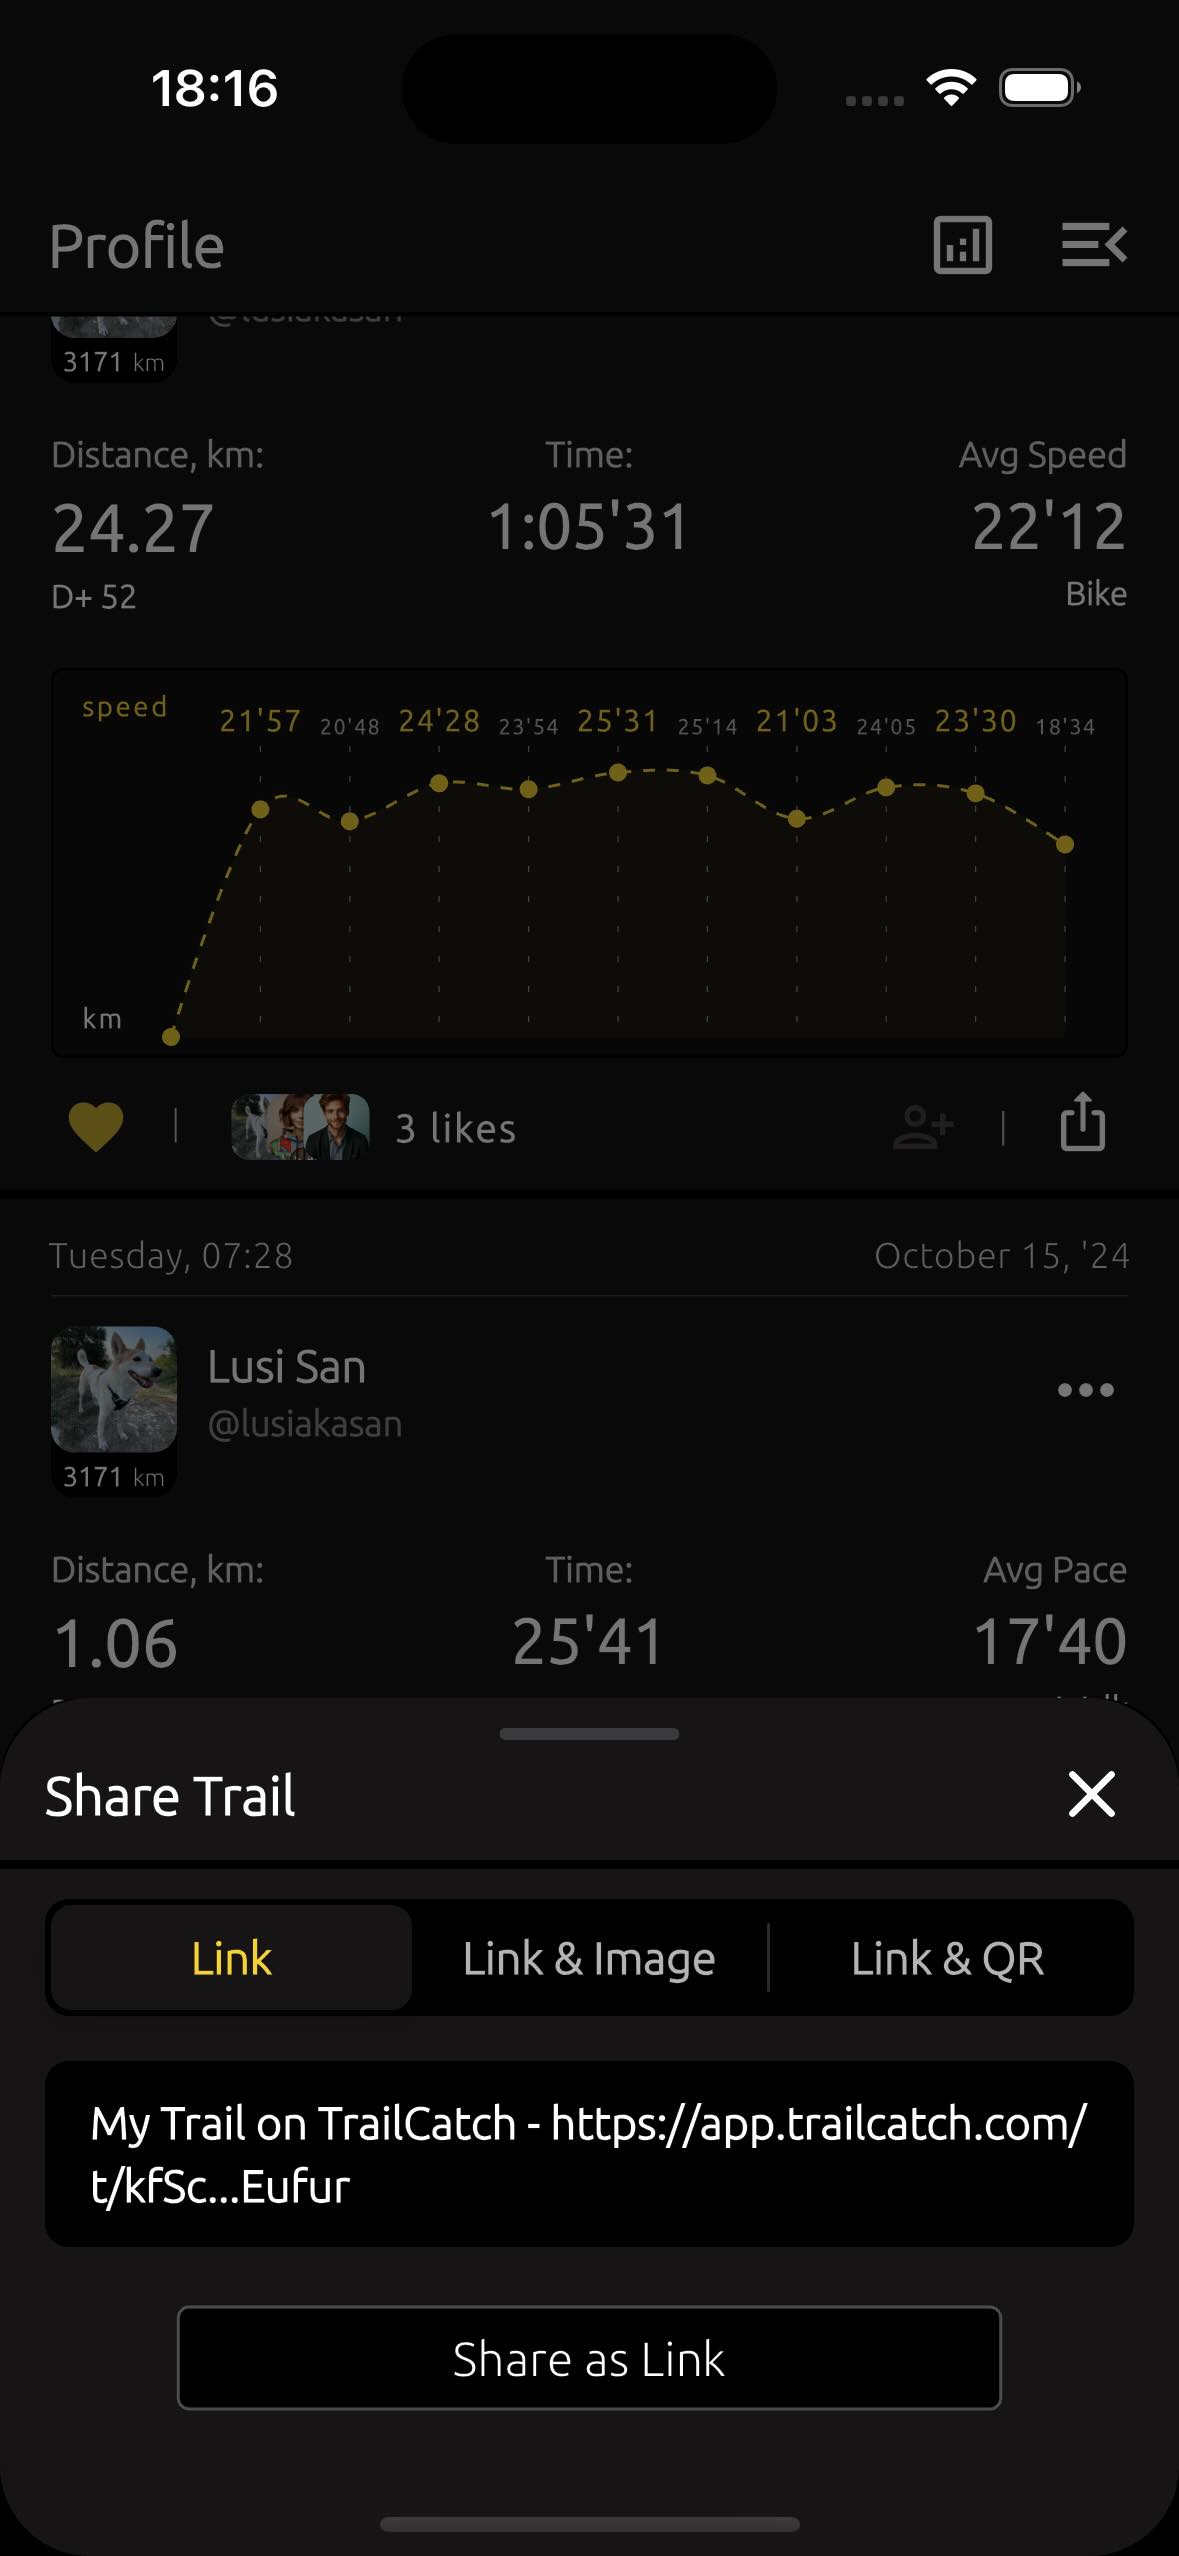 18:16
Profile
@lusiakasan
3171 km
Distance, km: Time: Avg Speed
24.27 1:05'31 22'12
D+ 52 Bike
speed 21'57 20'48 24'28 23'54 25'31 25'14 21'03 24'05 23'30 18'34
km
3 likes
Tuesday, 07:28 October 15, '24
Lusi San
@lusiakasan
3171 km
Distance, km: Time: Avg Pace
1.06 25'41 17'40
Share Trail
Link Link & Image Link & QR
My Trail on TrailCatch - https://app.trailcatch.com/
t/kfSc...Eufur
Share as Link